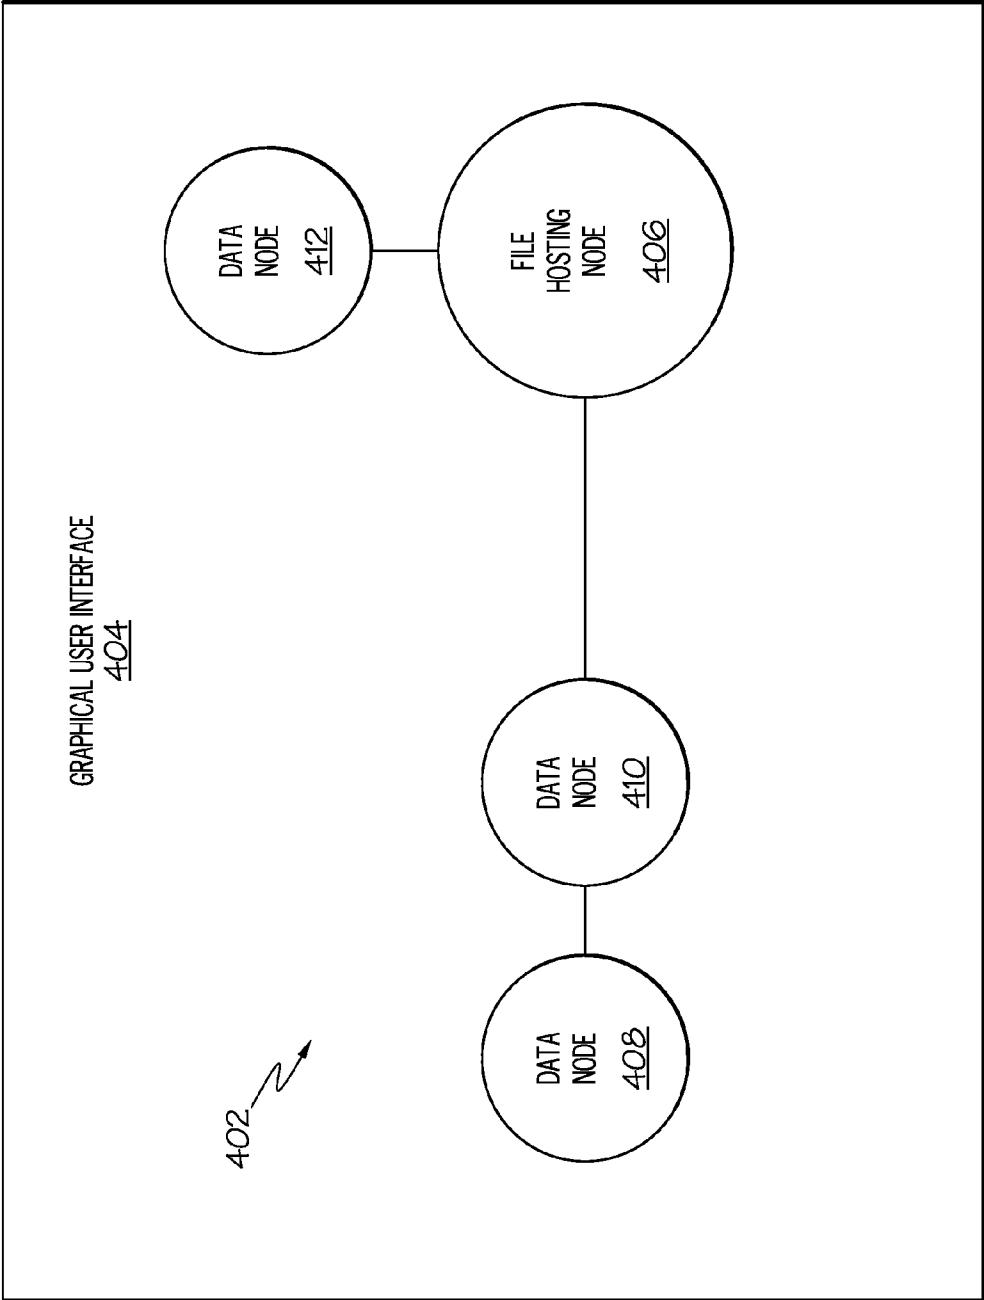 GRAPHICAL USER INTERFACE
404
402
DATA
NODE
412
DATA
NODE
408
DATA
NODE
410
FILE
HOSTING
NODE
406